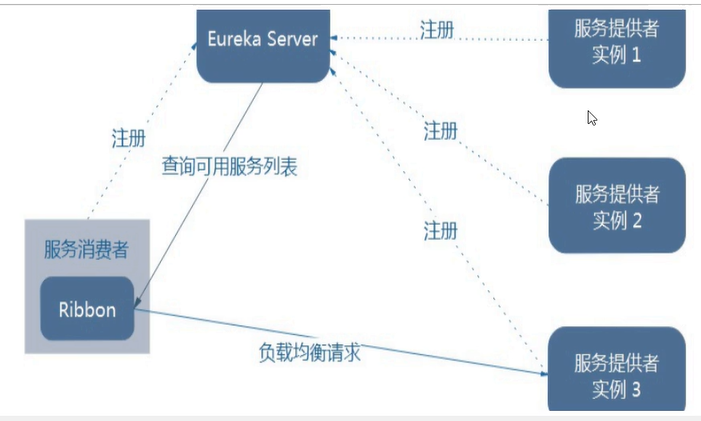 Eureka Server
注册
服务提供者
实例 1
注册
注册
查询可用服务列表
服务提供者
实例 2
注册
服务消费者
Ribbon
负载均衡请求
服务提供者
实例 3